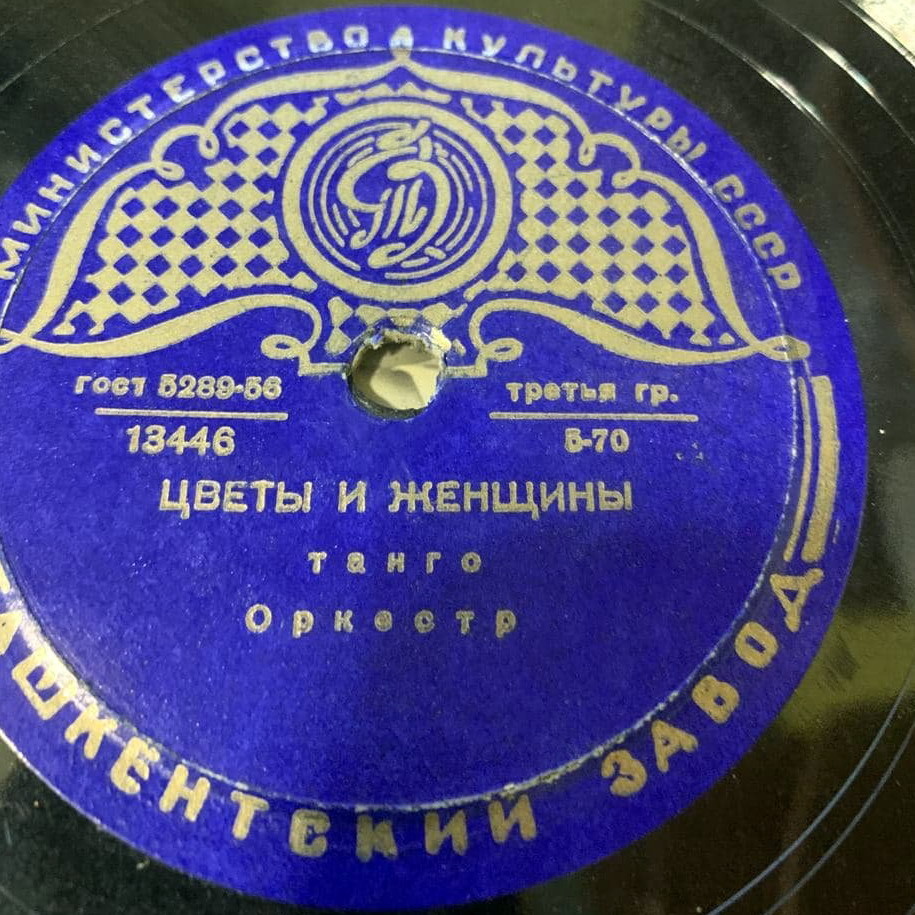 МИНИСТЕРСТВО КУЛЬТУРЫ СССР
гост 5289-56
13446
третья гр.
5-70
ЦВЕТЫ И ЖЕНЩИНЫ
танго
Оркестр
ТАШКЕНТСКИЙ ЗАВОД